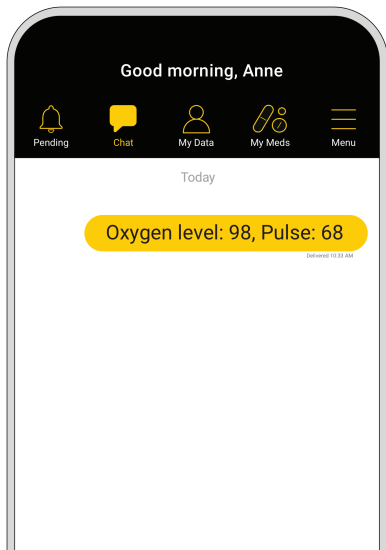 Good morning, Anne
Pending Chat My Data My Meds Menu
Today
Oxygen level: 98, Pulse: 68
Delivered 10:33 AM